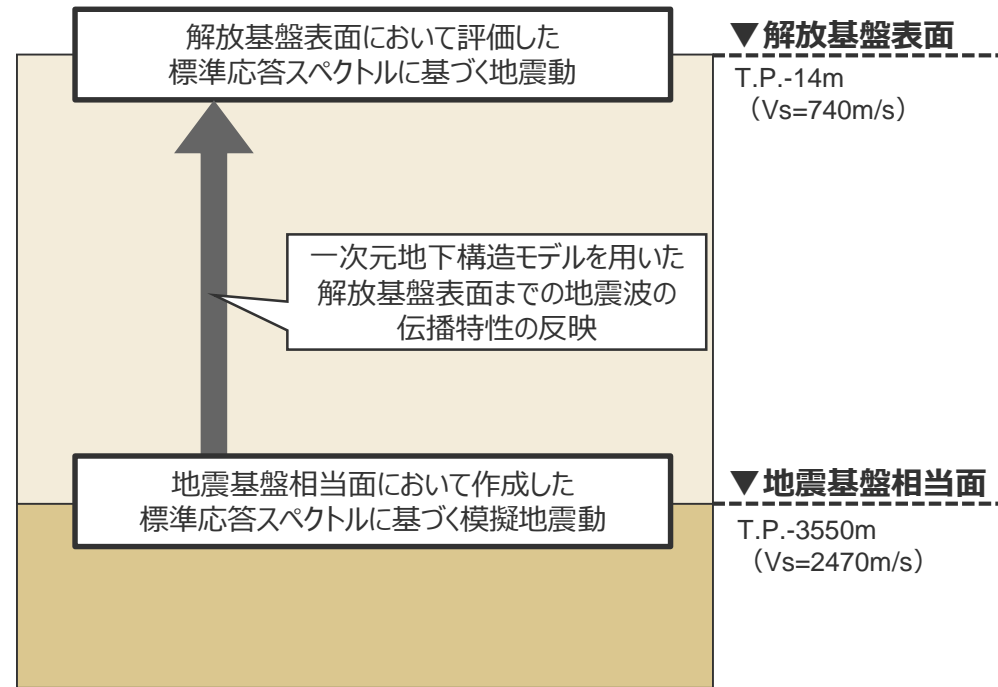 解放基盤表面において評価した
標準応答スペクトルに基づく地震動
▼解放基盤表面
T.P.-14m
（Vs=740m/s）
一次元地下構造モデルを用いた
解放基盤表面までの地震波の
伝播特性の反映
地震基盤相当面において作成した
標準応答スペクトルに基づく模擬地震動
▼地震基盤相当面
T.P.-3550m
（Vs=2470m/s）